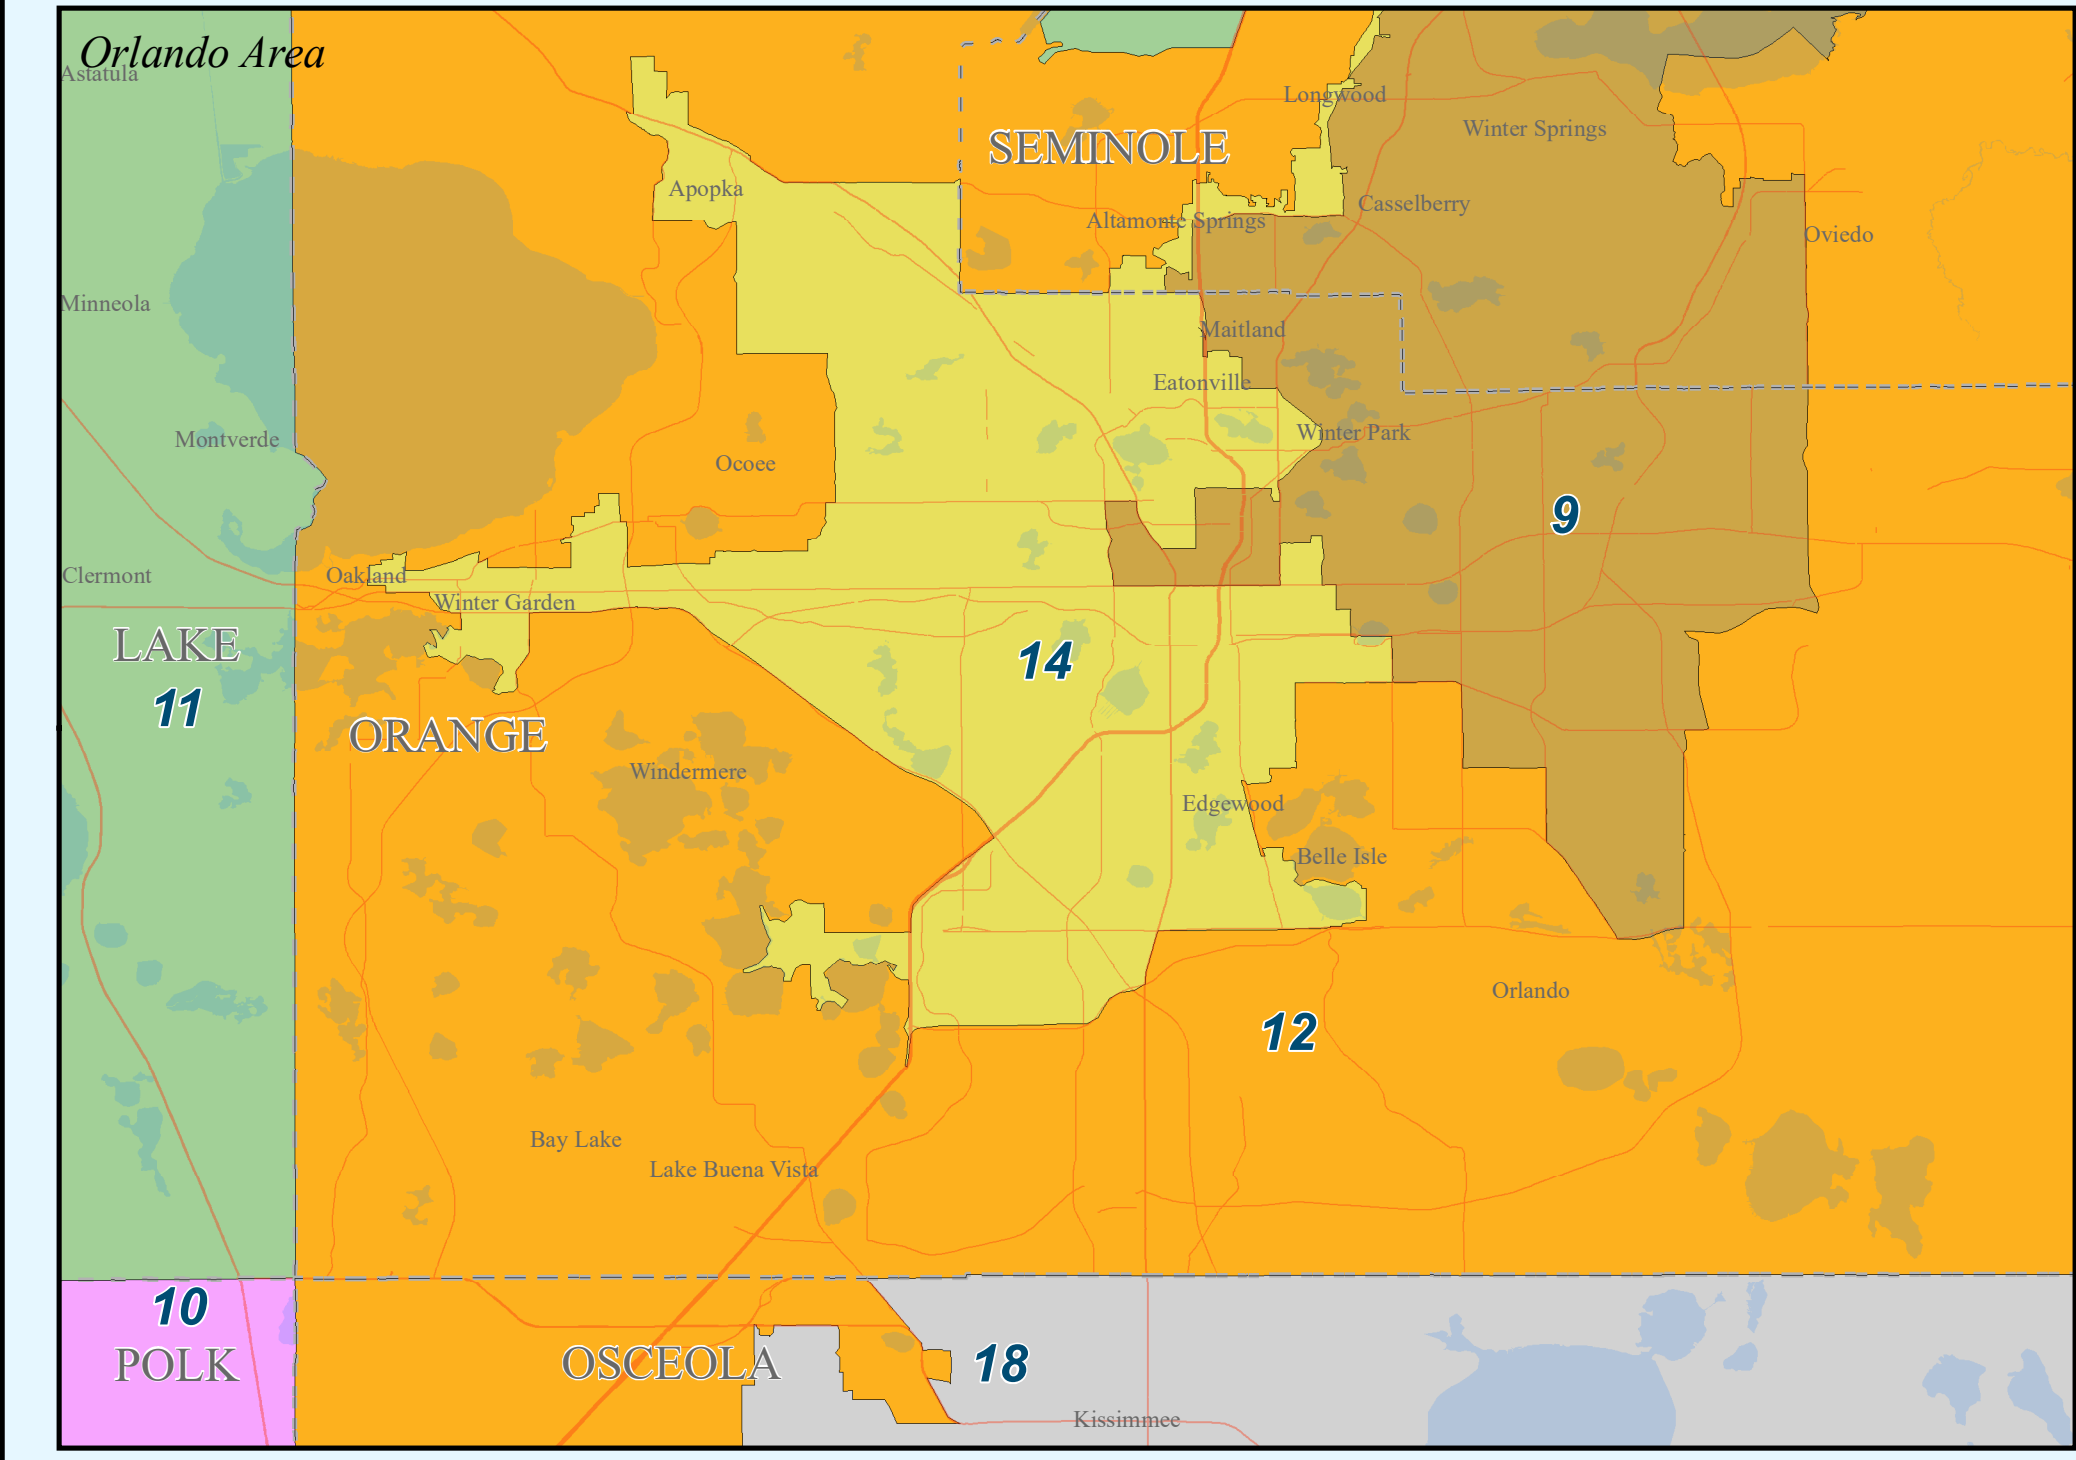 Orlando Area
Astatula
Longwood
Winter Springs
SEMINOLE
Apopka
Casselberry
Altamonte Springs
Oviedo
Minneola
Maitland
Eatonville
Montverde
Winter Park
Ocoee
9
Clermont
Oakland
Winter Garden
LAKE
14
11
ORANGE
Windermere
Edgewood
Belle Isle
Orlando
12
Bay Lake
Lake Buena Vista
10
POLK
OSCEOLA
18
Kissimmee